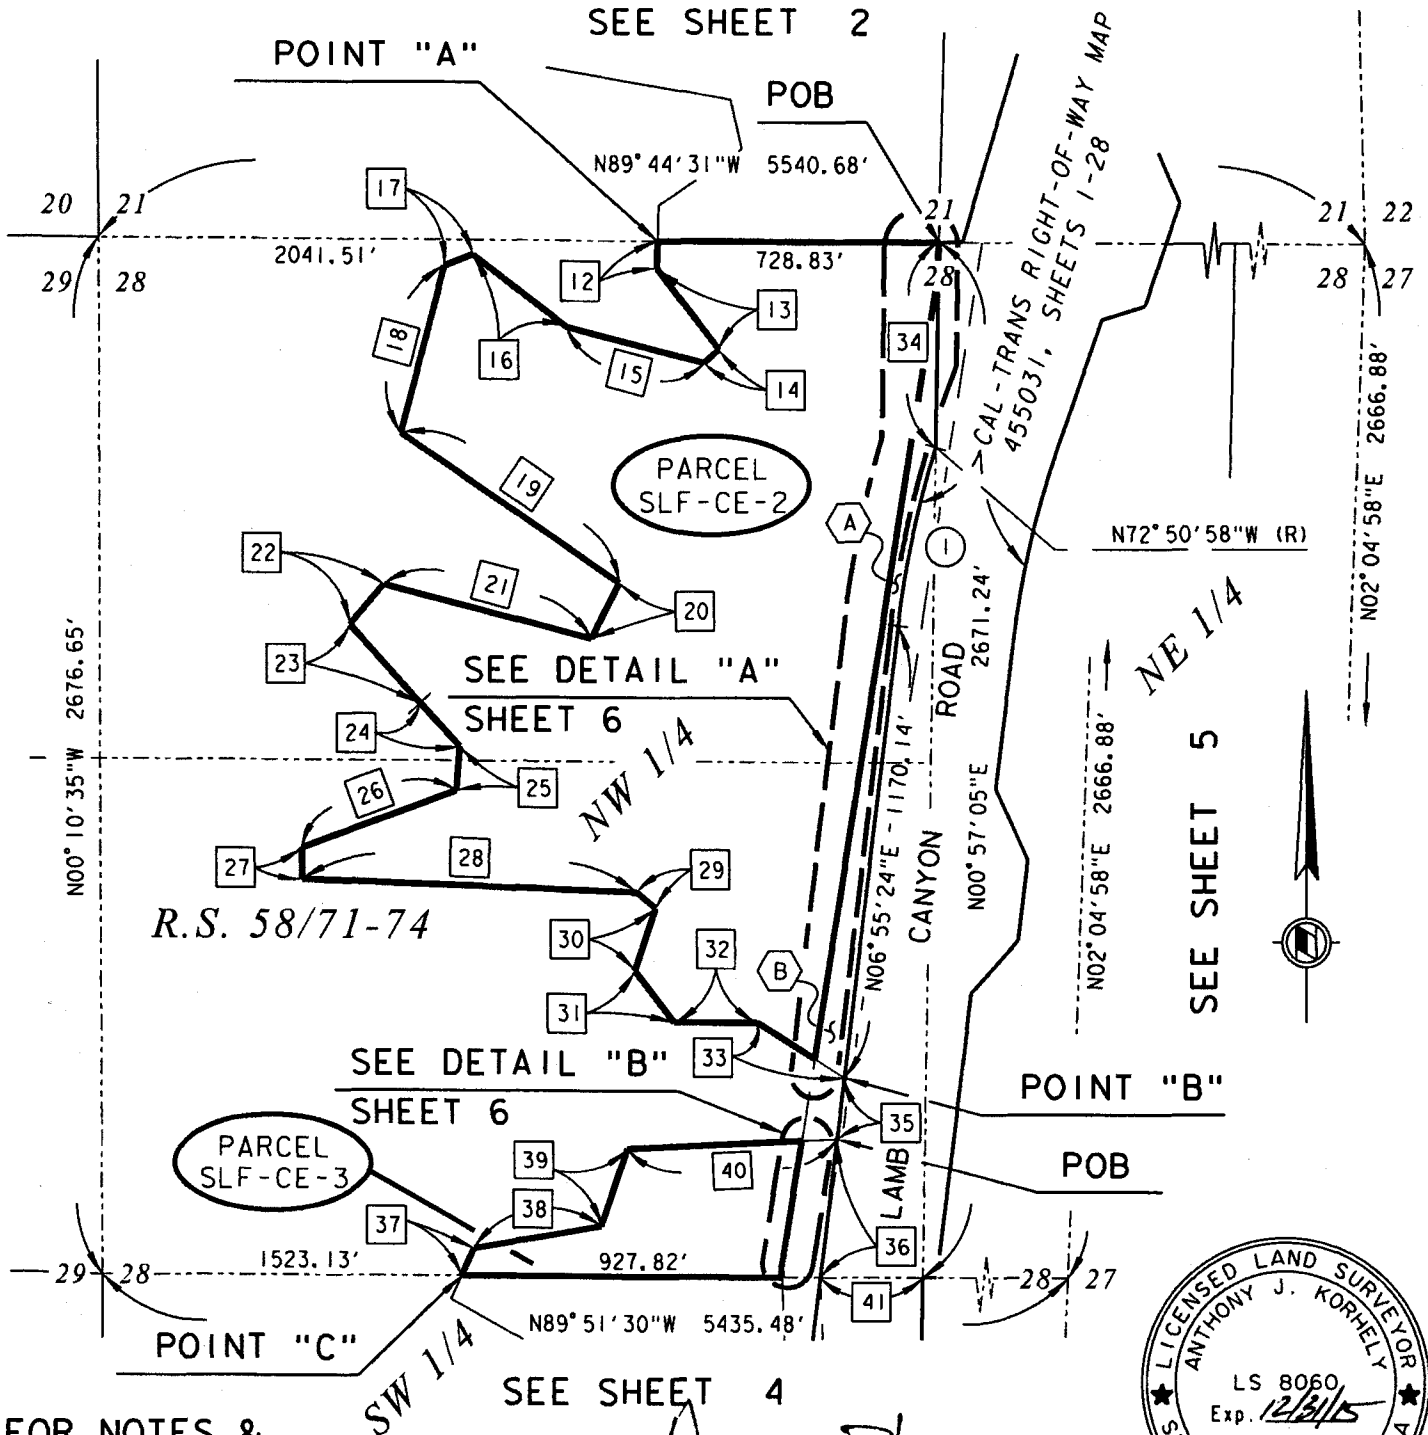 SEE SHEET 2
POINT "A"
POB
N89°44'31"W 5540.68'
CAL-TRANS RIGHT-OF-WAY MAP
455031, SHEETS 1-28
20 21
29 28
17
2041.51'
12
728.83'
21
28
21 22
28 27
13
18
16
15
14
34
2666.88'
N02°04'58"E
19
PARCEL
SLF-CE-2
A
1
N72°50'58"W (R)
22
21
20
2671.24'
NE 1/4
23
SEE DETAIL "A"
SHEET 6
ROAD
N00°10'35"W 2676.65'
24
25
26
NW 1/4
N06°55'24"E - 1170.14'
N00°57'05"E
N02°04'58"E 2666.88'
SEE SHEET 5
27
28
29
CANYON
R.S. 58/71-74
30
32
B
31
33
SEE DETAIL "B"
SHEET 6
POINT "B"
PARCEL
SLF-CE-3
35
39
40
POB
LAMB
37
38
36
29 28
1523.13'
927.82'
41
28 27
N89°51'30"W 5435.48'
POINT "C"
SW 1/4
SEE SHEET 4
LICENSED LAND SURVEYOR
ANTHONY J. KORHELY
LS 8060
Exp. 12/31/15
FOR NOTES &